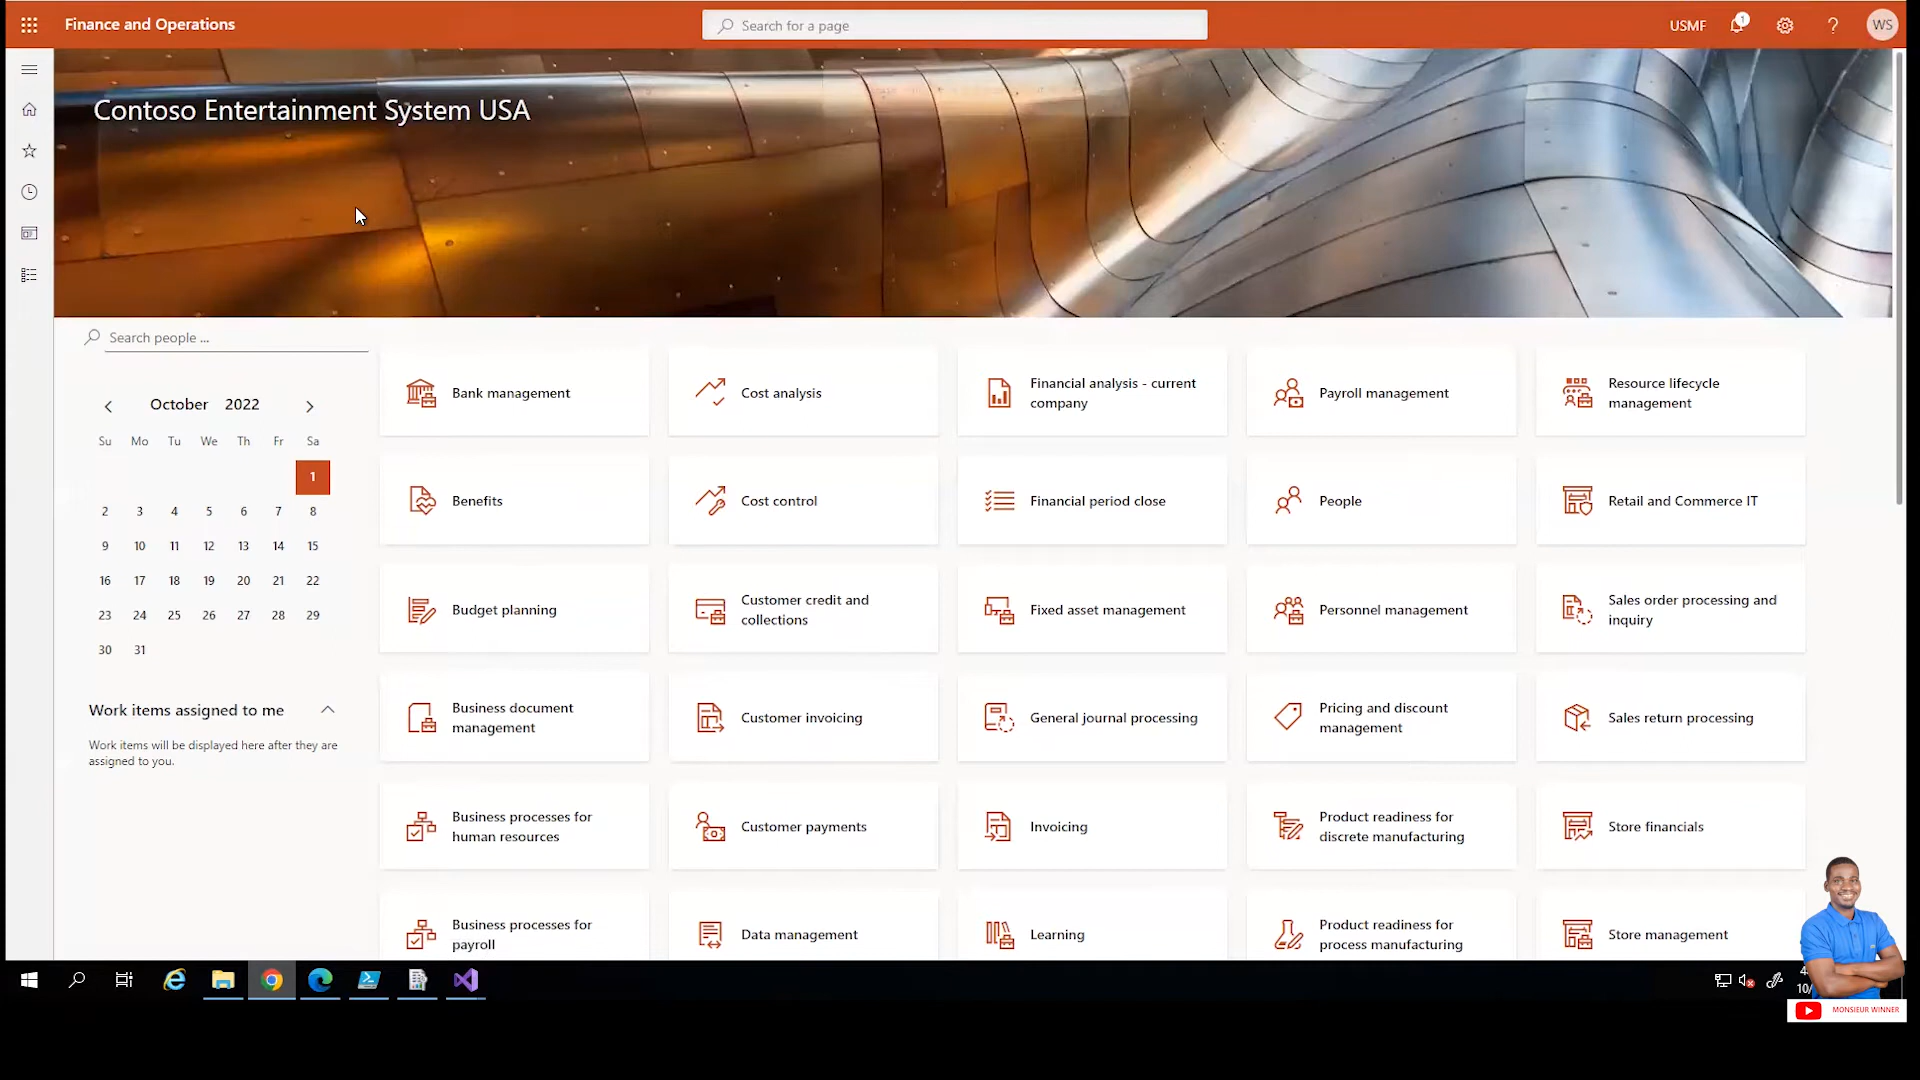 Finance and Operations
Search for a page
USMF
1
?
WS
Contoso Entertainment System USA
Search people ...
October 2022
Su Mo Tu We Th Fr Sa
1
2 3 4 5 6 7 8
9 10 11 12 13 14 15
16 17 18 19 20 21 22
23 24 25 26 27 28 29
30 31
Work items assigned to me
Work items will be displayed here after they are
assigned to you.
Bank management
Cost analysis
Financial analysis - current
company
Payroll management
Resource lifecycle
management
Benefits
Cost control
Financial period close
People
Retail and Commerce IT
Budget planning
Customer credit and
collections
Fixed asset management
Personnel management
Sales order processing and
inquiry
Business document
management
Customer invoicing
General journal processing
Pricing and discount
management
Sales return processing
Business processes for
human resources
Customer payments
Invoicing
Product readiness for
discrete manufacturing
Store financials
Business processes for
payroll
Data management
Learning
Product readiness for
process manufacturing
Store management
10/
MONSIEUR WINNER